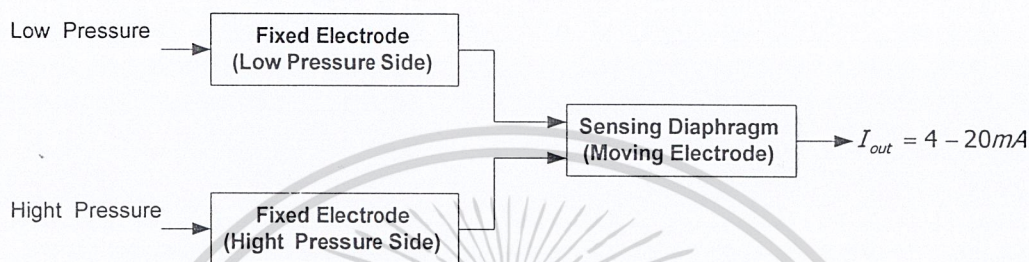 Low Pressure
Fixed Electrode
(Low Pressure Side)
Sensing Diaphragm
(Moving Electrode)
I_out = 4 – 20mA
Hight Pressure
Fixed Electrode
(Hight Pressure Side)